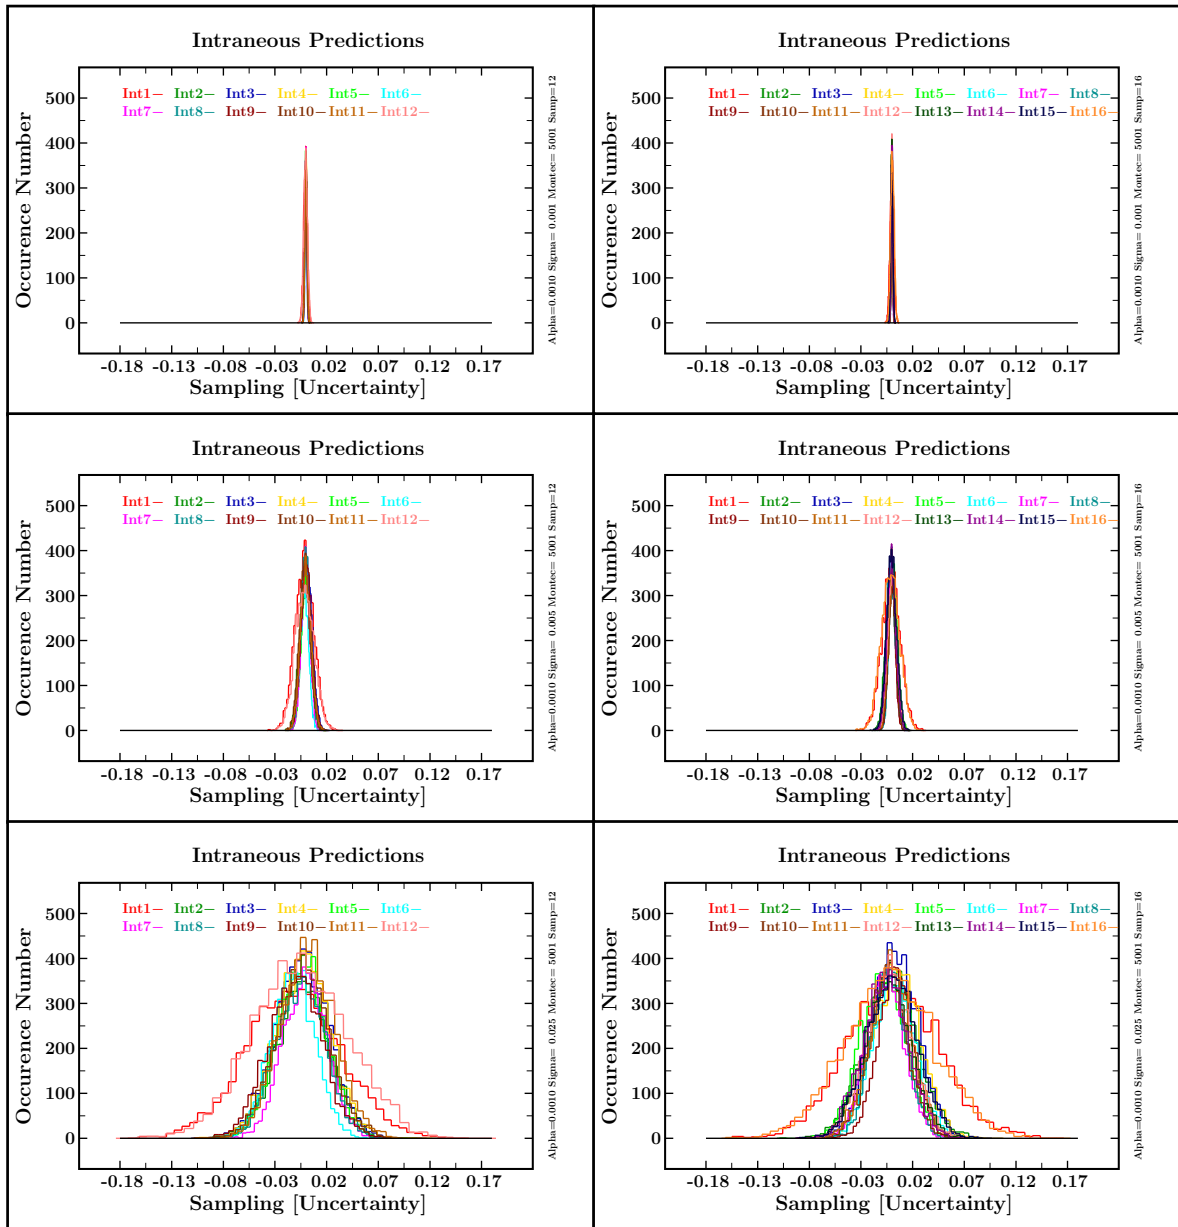 Intraneous Predictions
Int1− Int2− Int3− Int4− Int5− Int6−
Int7− Int8− Int9− Int10− Int11− Int12−
500
400
300
200
100
0
Occurence Number
-0.18 -0.13 -0.08 -0.03 0.02 0.07 0.12 0.17
Sampling [Uncertainty]
Alpha=0.0010 Sigma= 0.001 Montec= 5001 Samp=12
Intraneous Predictions
Int1− Int2− Int3− Int4− Int5− Int6− Int7− Int8−
Int9− Int10− Int11− Int12− Int13− Int14− Int15− Int16−
500
400
300
200
100
0
Occurence Number
-0.18 -0.13 -0.08 -0.03 0.02 0.07 0.12 0.17
Sampling [Uncertainty]
Alpha=0.0010 Sigma= 0.001 Montec= 5001 Samp=16
Intraneous Predictions
Int1− Int2− Int3− Int4− Int5− Int6−
Int7− Int8− Int9− Int10− Int11− Int12−
500
400
300
200
100
0
Occurence Number
-0.18 -0.13 -0.08 -0.03 0.02 0.07 0.12 0.17
Sampling [Uncertainty]
Alpha=0.0010 Sigma= 0.005 Montec= 5001 Samp=12
Intraneous Predictions
Int1− Int2− Int3− Int4− Int5− Int6− Int7− Int8−
Int9− Int10− Int11− Int12− Int13− Int14− Int15− Int16−
500
400
300
200
100
0
Occurence Number
-0.18 -0.13 -0.08 -0.03 0.02 0.07 0.12 0.17
Sampling [Uncertainty]
Alpha=0.0010 Sigma= 0.005 Montec= 5001 Samp=16
Intraneous Predictions
Int1− Int2− Int3− Int4− Int5− Int6−
Int7− Int8− Int9− Int10− Int11− Int12−
500
400
300
200
100
0
Occurence Number
-0.18 -0.13 -0.08 -0.03 0.02 0.07 0.12 0.17
Sampling [Uncertainty]
Alpha=0.0010 Sigma= 0.025 Montec= 5001 Samp=12
Intraneous Predictions
Int1− Int2− Int3− Int4− Int5− Int6− Int7− Int8−
Int9− Int10− Int11− Int12− Int13− Int14− Int15− Int16−
500
400
300
200
100
0
Occurence Number
-0.18 -0.13 -0.08 -0.03 0.02 0.07 0.12 0.17
Sampling [Uncertainty]
Alpha=0.0010 Sigma= 0.025 Montec= 5001 Samp=16